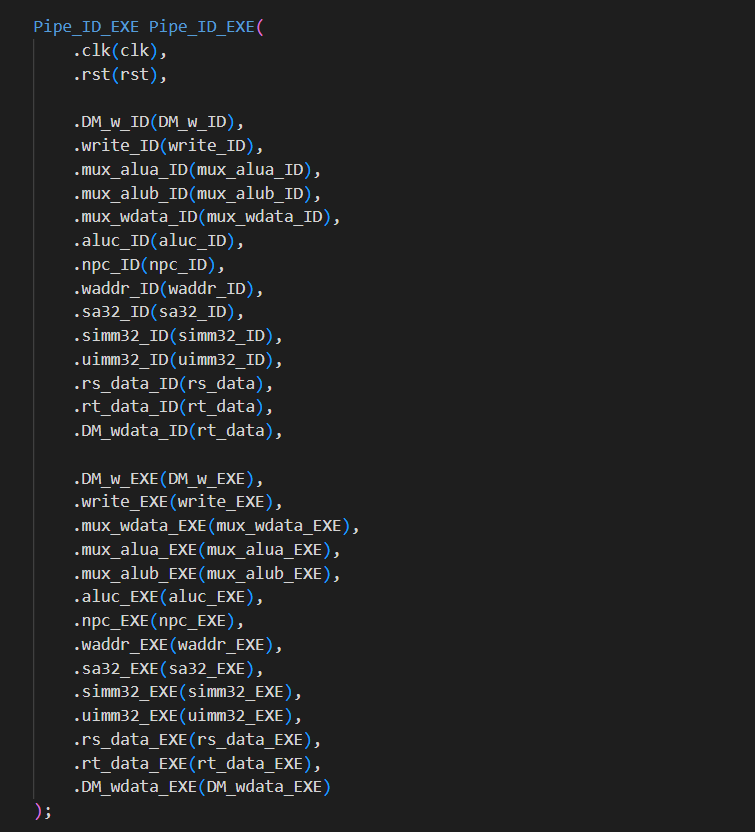 Pipe_ID_EXE Pipe_ID_EXE(
    .clk(clk),
    .rst(rst),

    .DM_w_ID(DM_w_ID),
    .write_ID(write_ID),
    .mux_alua_ID(mux_alua_ID),
    .mux_alub_ID(mux_alub_ID),
    .mux_wdata_ID(mux_wdata_ID),
    .aluc_ID(aluc_ID),
    .npc_ID(npc_ID),
    .waddr_ID(waddr_ID),
    .sa32_ID(sa32_ID),
    .simm32_ID(simm32_ID),
    .uimm32_ID(uimm32_ID),
    .rs_data_ID(rs_data),
    .rt_data_ID(rt_data),
    .DM_wdata_ID(rt_data),

    .DM_w_EXE(DM_w_EXE),
    .write_EXE(write_EXE),
    .mux_wdata_EXE(mux_wdata_EXE),
    .mux_alua_EXE(mux_alua_EXE),
    .mux_alub_EXE(mux_alub_EXE),
    .aluc_EXE(aluc_EXE),
    .npc_EXE(npc_EXE),
    .waddr_EXE(waddr_EXE),
    .sa32_EXE(sa32_EXE),
    .simm32_EXE(simm32_EXE),
    .uimm32_EXE(uimm32_EXE),
    .rs_data_EXE(rs_data_EXE),
    .rt_data_EXE(rt_data_EXE),
    .DM_wdata_EXE(DM_wdata_EXE)
);